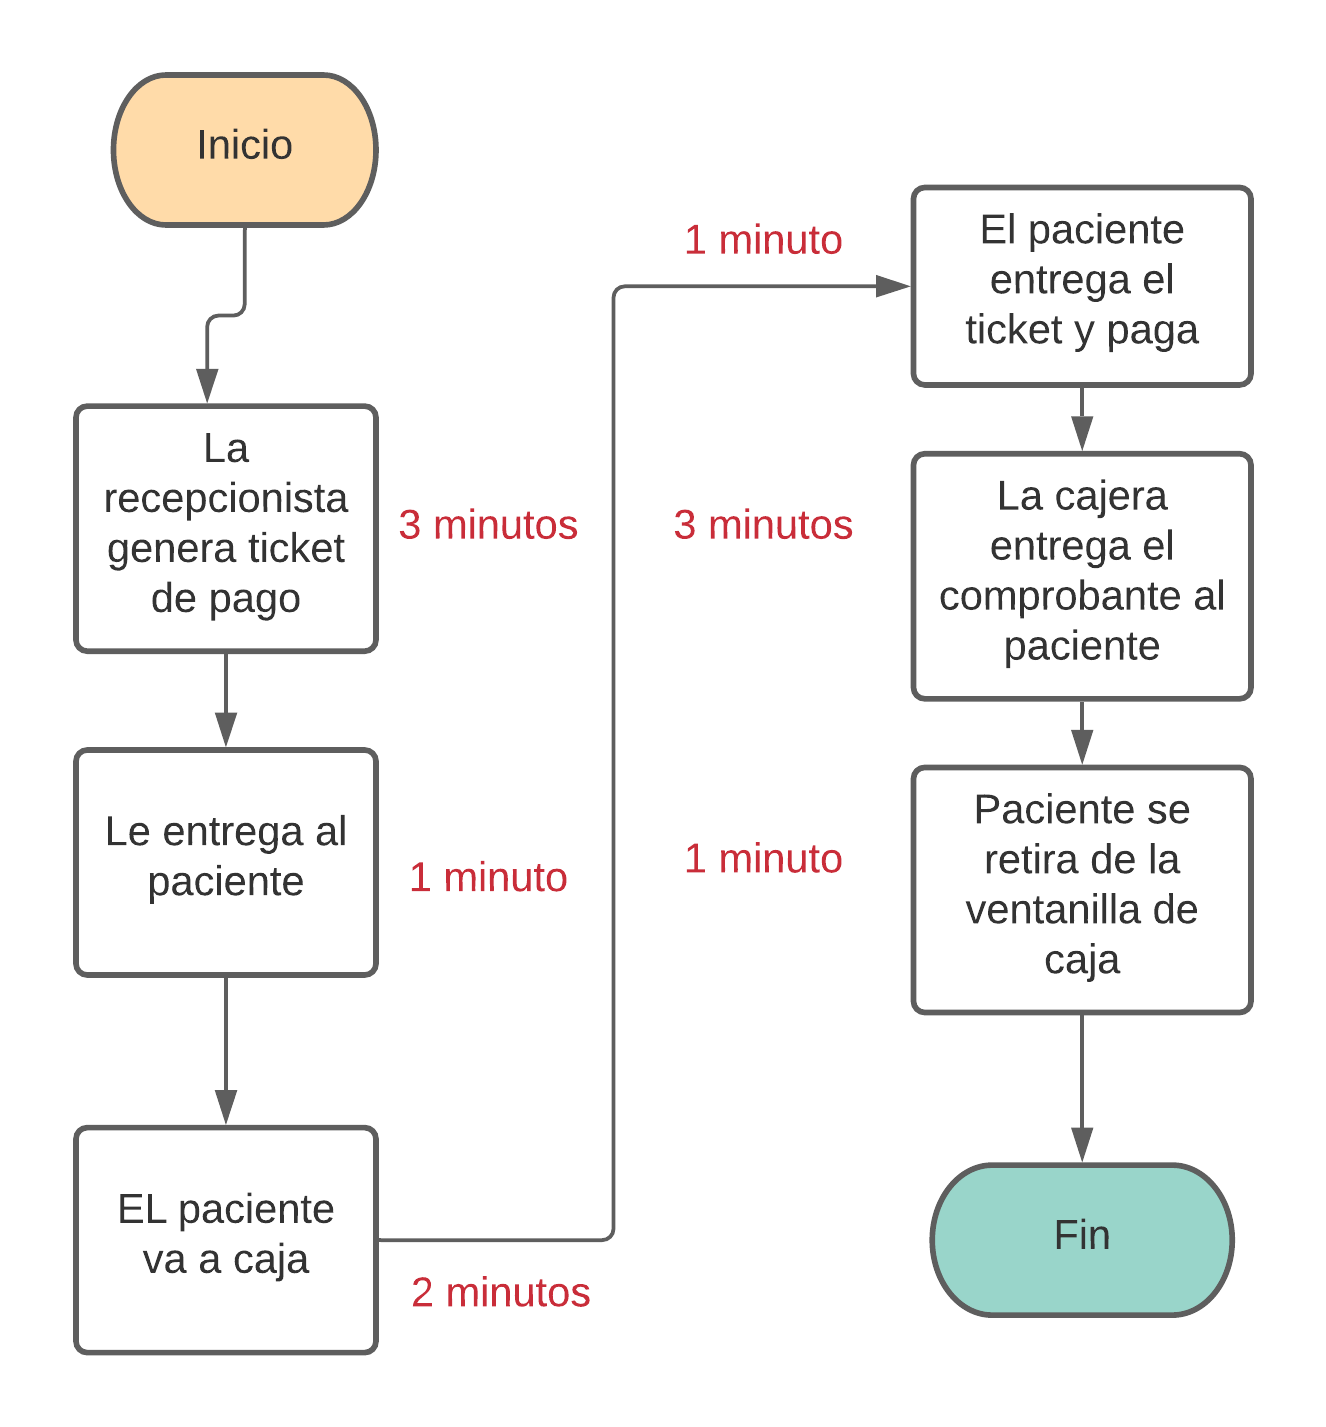 Inicio
La
recepcionista
genera ticket
de pago
3 minutos
Le entrega al
paciente
1 minuto
EL paciente
va a caja
2 minutos
1 minuto
El paciente
entrega el
ticket y paga
3 minutos
La cajera
entrega el
comprobante al
paciente
1 minuto
Paciente se
retira de la
ventanilla de
caja
Fin